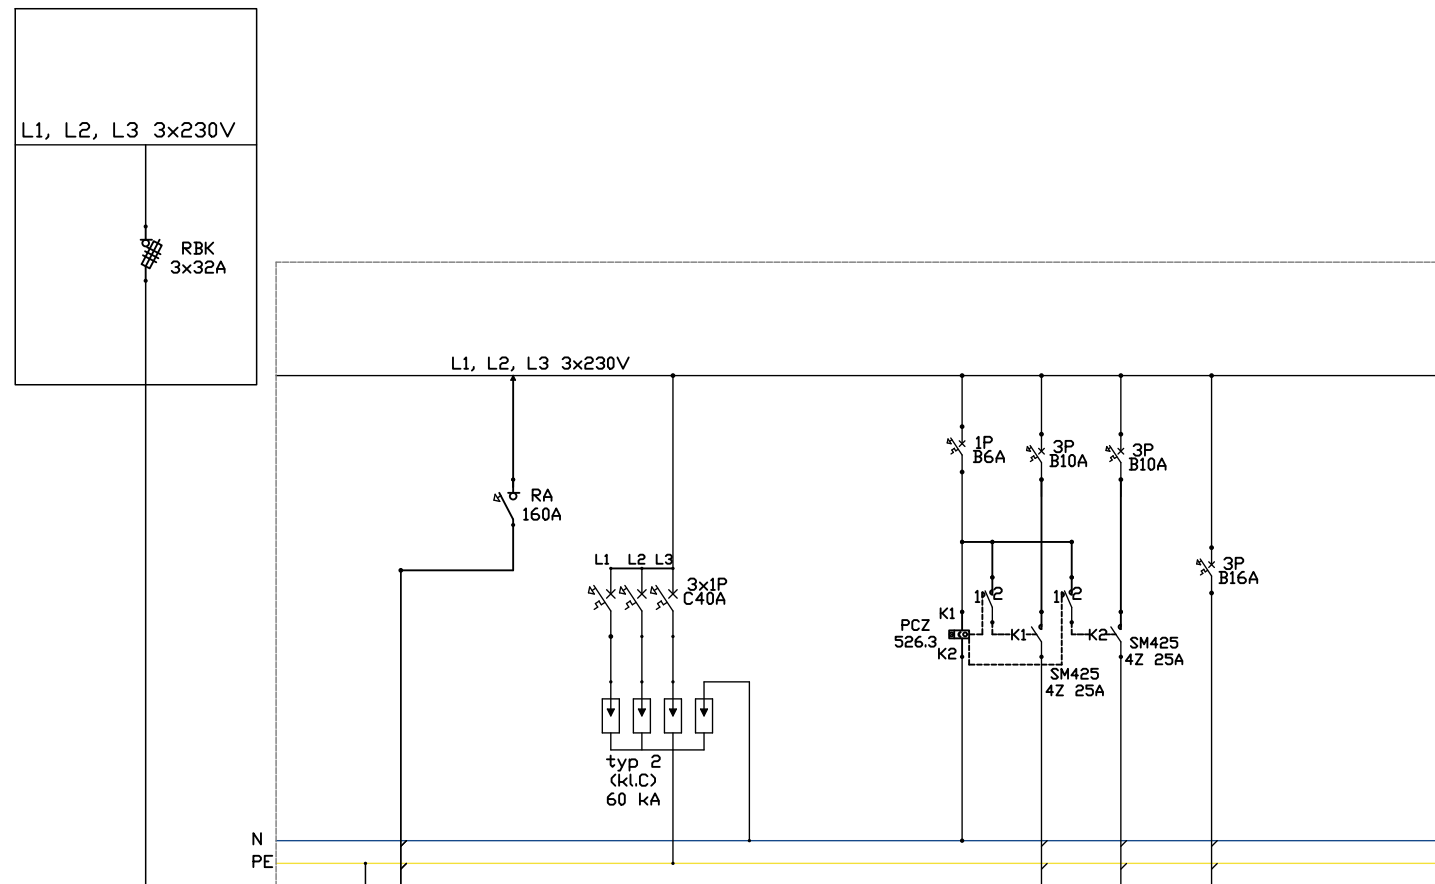 L1, L2, L3 3x230V
RBK
3x32A
L1, L2, L3 3x230V
RA
160A
L1 L2 L3
3x1P
C40A
typ 2
(kl.C)
60 kA
1P
B6A
3P
B10A
3P
B10A
3P
B16A
1 2
1 2
K1
PCZ
526.3
K2
K1
K2
SM425
4Z 25A
SM425
4Z 25A
N
PE